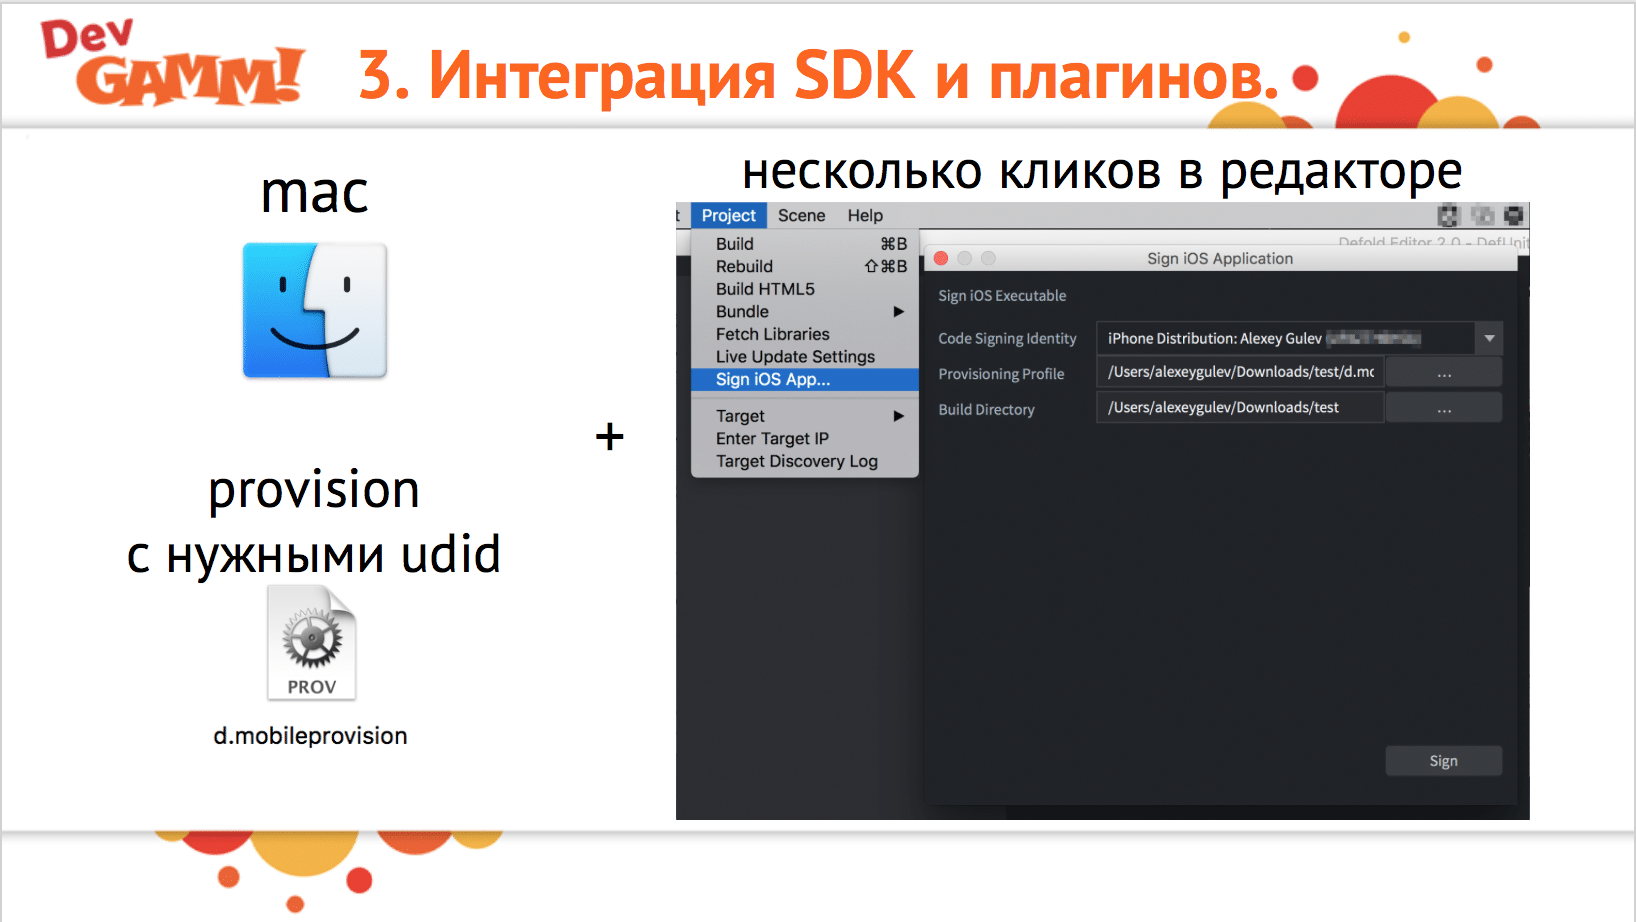 Dev
GAMM!
3. Интеграция SDK и плагинов.
mac
provision
с нужными udid
PROV
d.mobileprovision
+
несколько кликов в редакторе
t Project Scene Help
Build ⌘B
Rebuild ⇧⌘B
Build HTML5
Bundle ▶
Fetch Libraries
Live Update Settings
Sign iOS App...
Target ▶
Enter Target IP
Target Discovery Log
Defold Editor 2.0 - DefUnit
Sign iOS Application
Sign iOS Executable
Code Signing Identity iPhone Distribution: Alexey Gulev
Provisioning Profile /Users/alexeygulev/Downloads/test/d.mc ...
Build Directory /Users/alexeygulev/Downloads/test ...
Sign